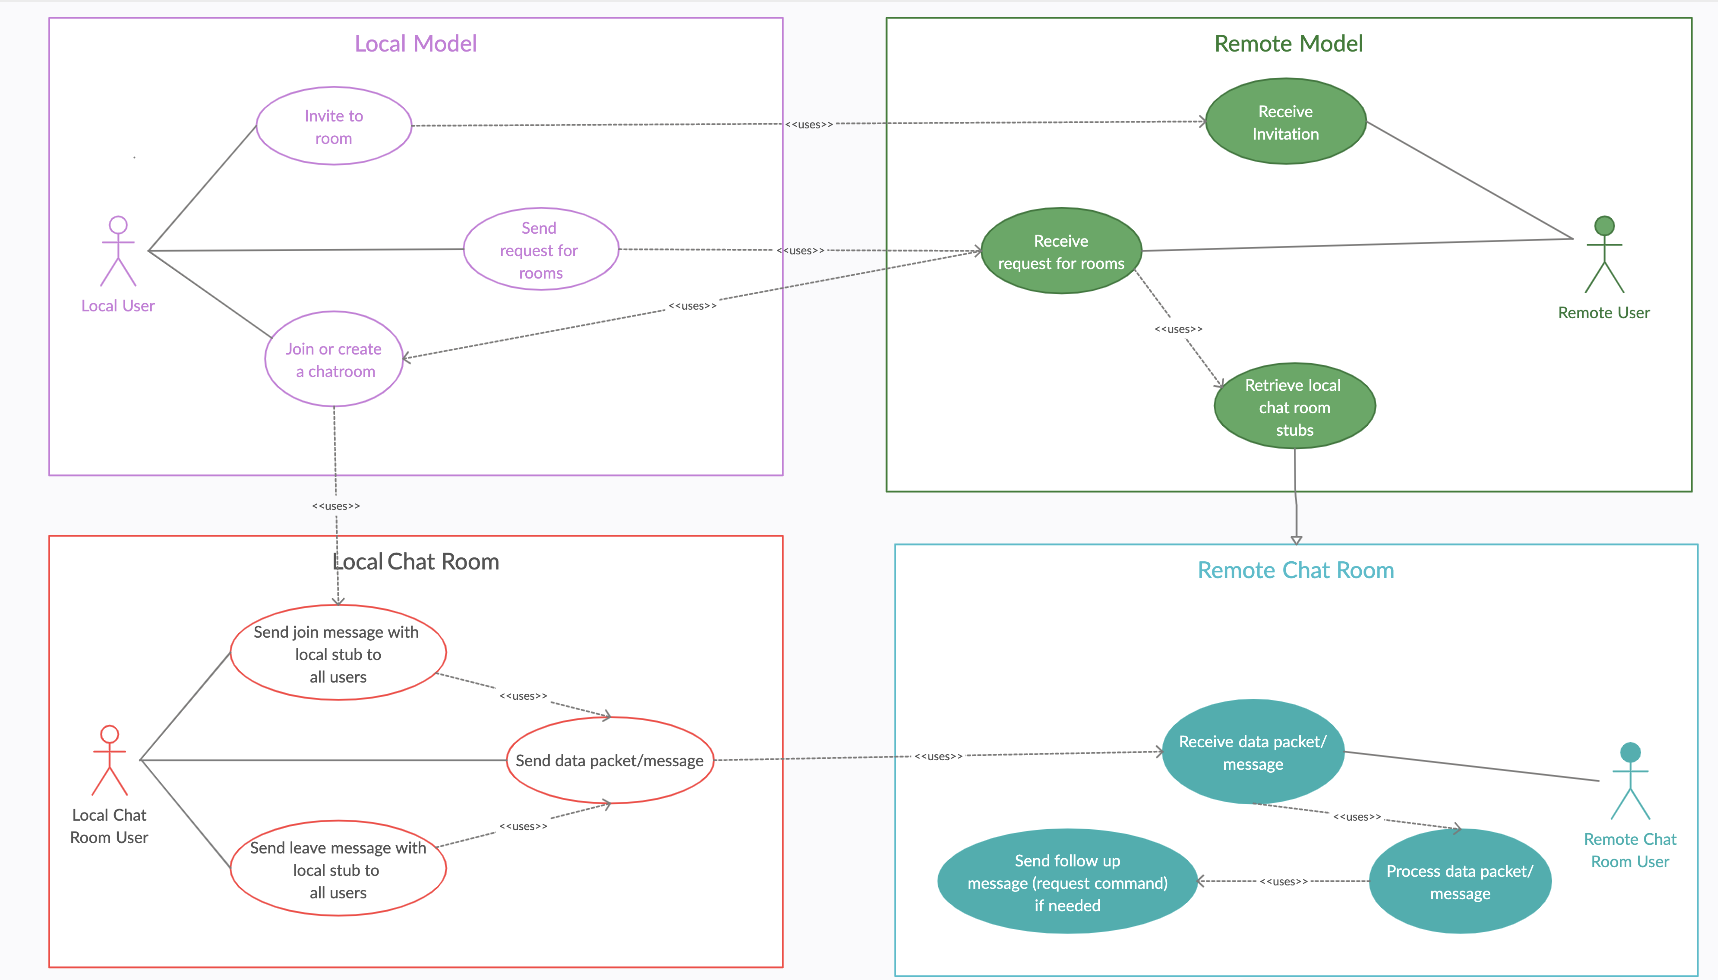 Local Model
Invite to
room
<<uses>>
Send
request for
rooms
<<uses>>
Local User
<<uses>>
Join or create
a chatroom
Remote Model
Receive
Invitation
Receive
request for rooms
<<uses>>
Remote User
Retrieve local
chat room
stubs
<<uses>>
Local Chat Room
Send join message with
local stub to
all users
<<uses>>
Send data packet/message
<<uses>>
Local Chat
Room User
<<uses>>
Send leave message with
local stub to
all users
Remote Chat Room
Receive data packet/
message
<<uses>>
Remote Chat
Room User
Send follow up
message (request command)
if needed
<<uses>>
Process data packet/
message